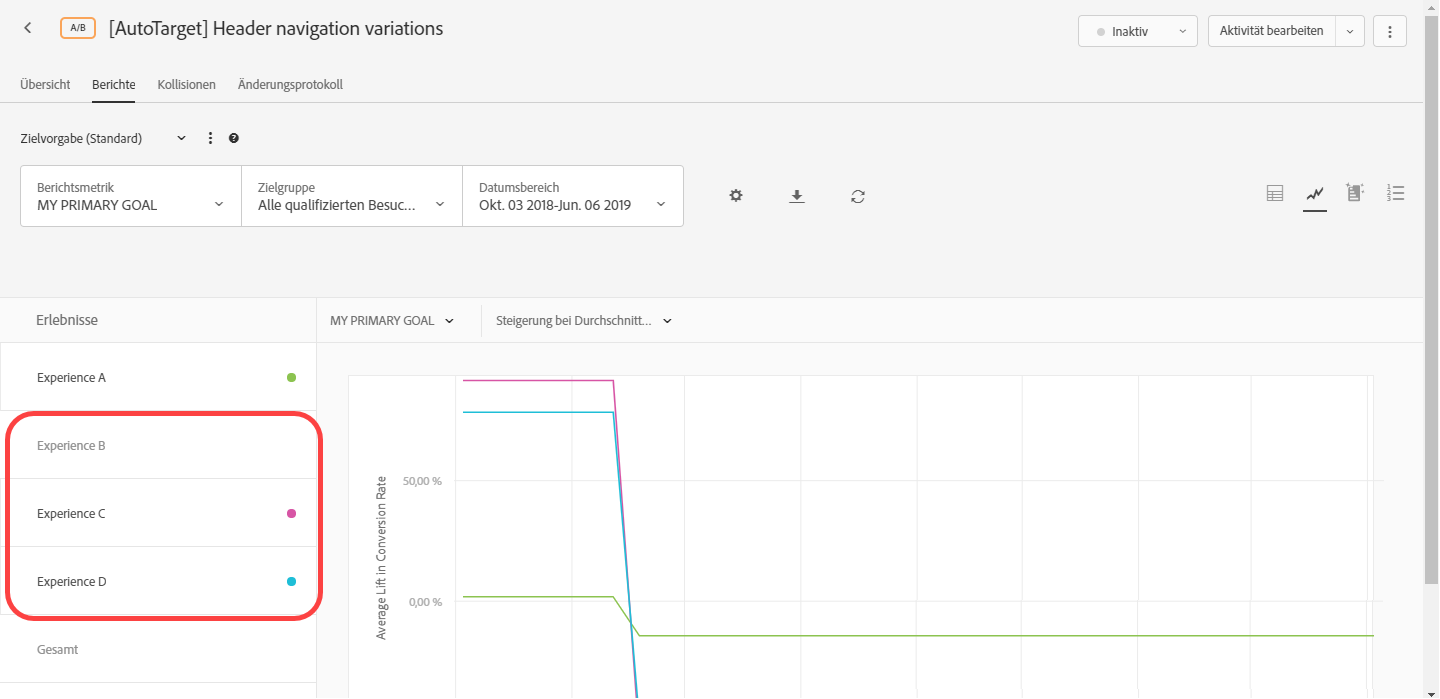 A/B [AutoTarget] Header navigation variations
Inaktiv
Aktivität bearbeiten
Übersicht Berichte Kollisionen Änderungsprotokoll
Zielvorgabe (Standard)
Berichtsmetrik
MY PRIMARY GOAL
Zielgruppe
Alle qualifizierten Besuc...
Datumsbereich
Okt. 03 2018-Jun. 06 2019
Erlebnisse
MY PRIMARY GOAL
Steigerung bei Durchschnitt...
Experience A
Experience B
Experience C
Experience D
Gesamt
Average Lift in Conversion Rate
50,00 %
0,00 %